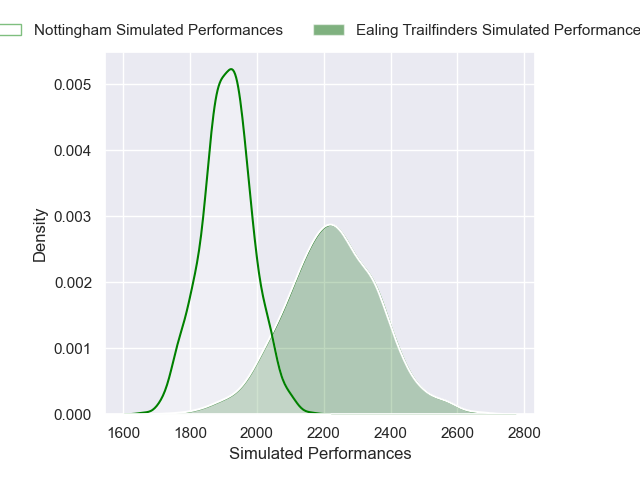 Nottingham Simulated Performances
Ealing Trailfinders Simulated Performance
0.005
0.004
0.003
0.002
0.001
0.000
Density
1600 1800 2000 2200 2400 2600 2800
Simulated Performances